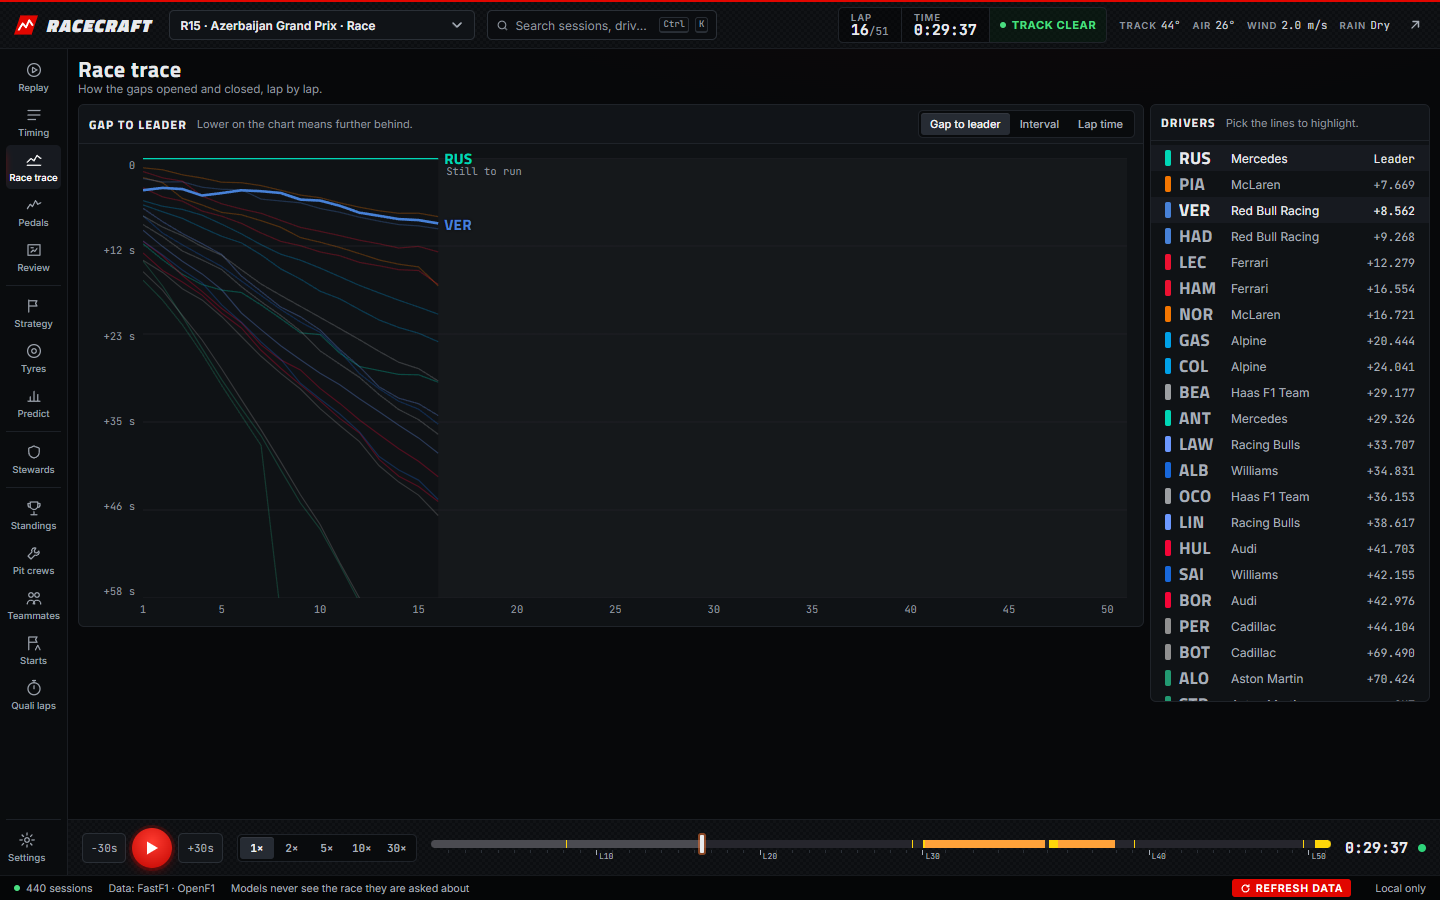 RACECRAFT
R15 · Azerbaijan Grand Prix · Race
Search sessions, driv... Ctrl K
LAP 16/51
TIME 0:29:37
TRACK CLEAR
TRACK 44° AIR 26° WIND 2.0 m/s RAIN Dry
Replay
Timing
Race trace
Pedals
Review
Strategy
Tyres
Predict
Stewards
Standings
Pit crews
Teammates
Starts
Quali laps
Settings
Race trace
How the gaps opened and closed, lap by lap.
GAP TO LEADER Lower on the chart means further behind.
Gap to leader Interval Lap time
0
+12 s
+23 s
+35 s
+46 s
+58 s
RUS
Still to run
VER
1 5 10 15 20 25 30 35 40 45 50
DRIVERS Pick the lines to highlight.
RUS Mercedes Leader
PIA McLaren +7.669
VER Red Bull Racing +8.562
HAD Red Bull Racing +9.268
LEC Ferrari +12.279
HAM Ferrari +16.554
NOR McLaren +16.721
GAS Alpine +20.444
COL Alpine +24.041
BEA Haas F1 Team +29.177
ANT Mercedes +29.326
LAW Racing Bulls +33.707
ALB Williams +34.831
OCO Haas F1 Team +36.153
LIN Racing Bulls +38.617
HUL Audi +41.703
SAI Williams +42.155
BOR Audi +42.976
PER Cadillac +44.104
BOT Cadillac +69.490
ALO Aston Martin +70.424
-30s +30s
1× 2× 5× 10× 30×
L10 L20 L30 L40 L50
0:29:37
440 sessions Data: FastF1 · OpenF1 Models never see the race they are asked about
REFRESH DATA
Local only